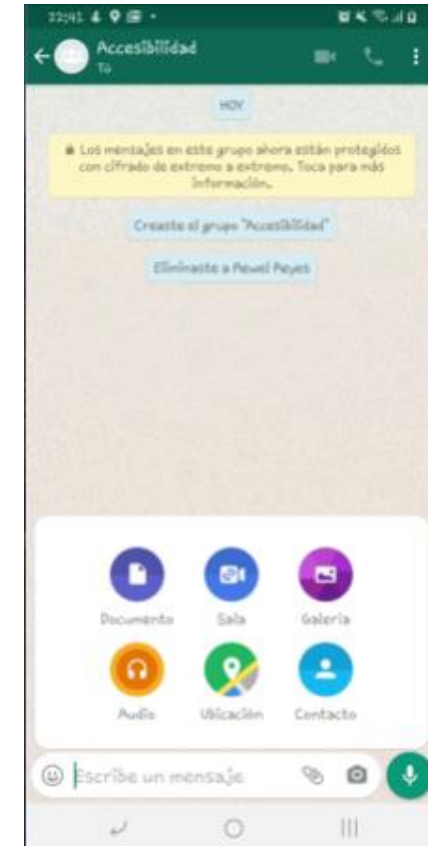 22:41
Accesibilidad
Tú
HOY
Los mensajes en este grupo ahora están protegidos
con cifrado de extremo a extremo. Toca para más
información.
Creaste el grupo "Accesibilidad"
Eliminaste a Pewel Reyes
Documento Sala Galería
Audio Ubicación Contacto
Escribe un mensaje